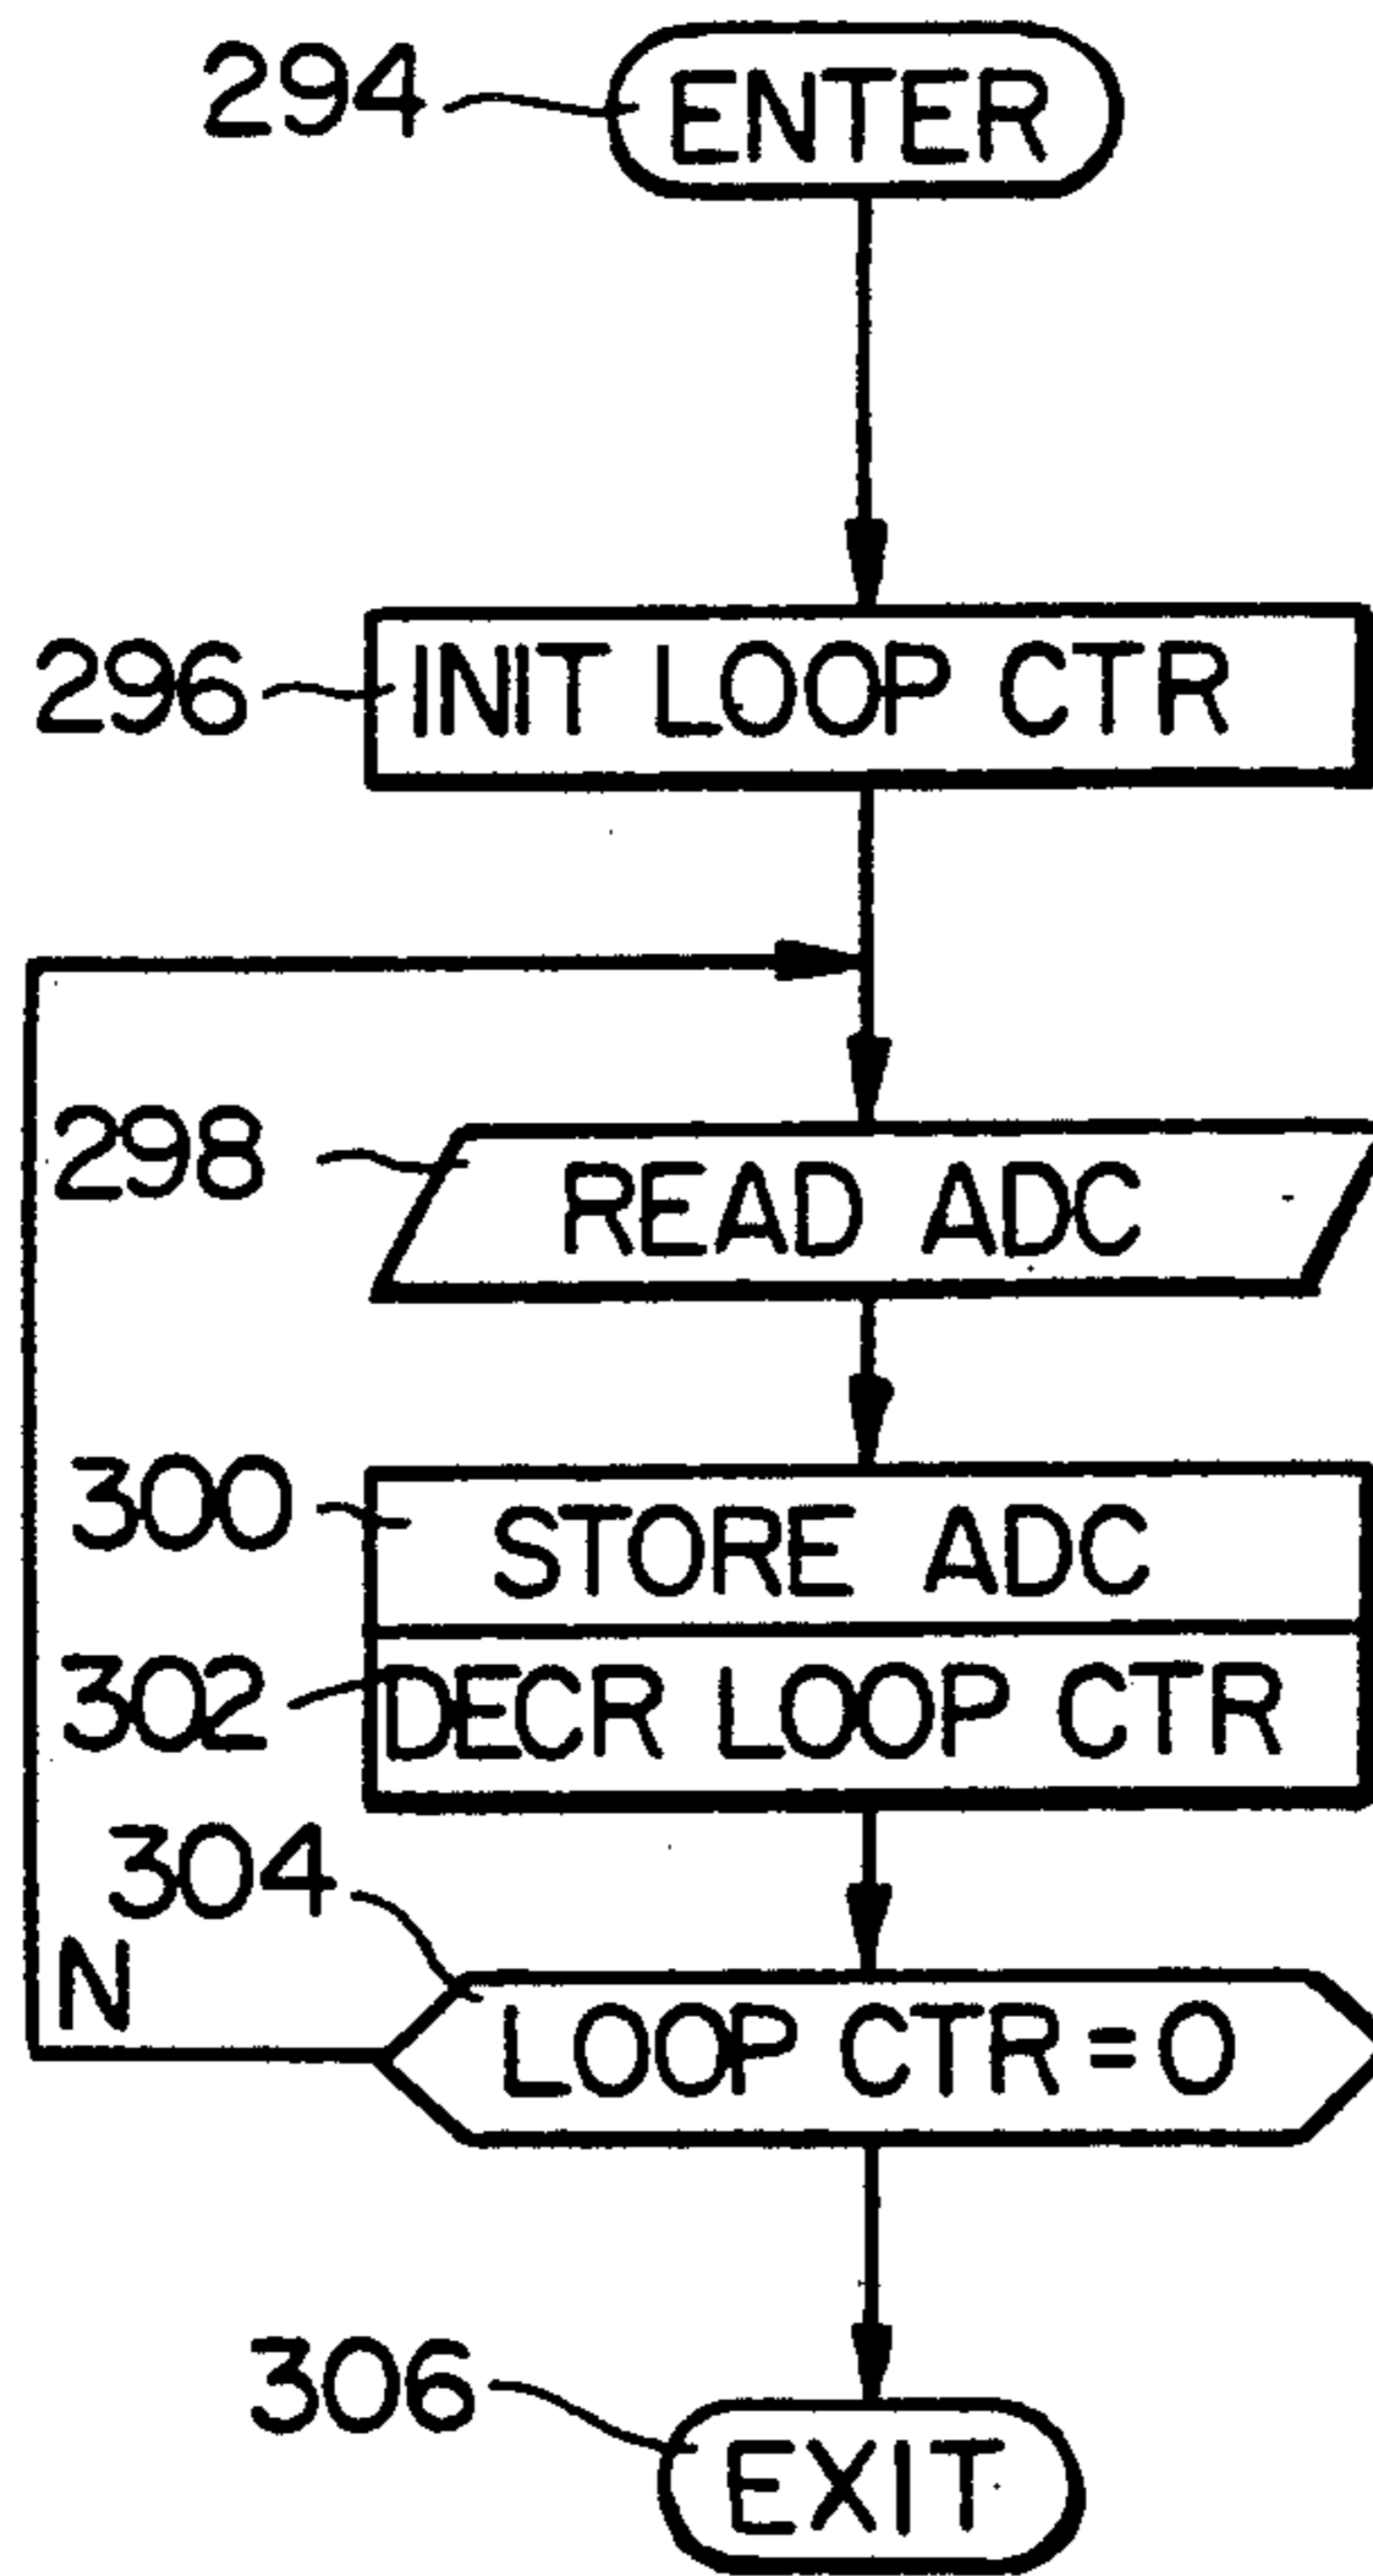 294 ENTER
296 INIT LOOP CTR
298 READ ADC
300 STORE ADC
302 DECR LOOP CTR
304
N
LOOP CTR = 0
306 EXIT